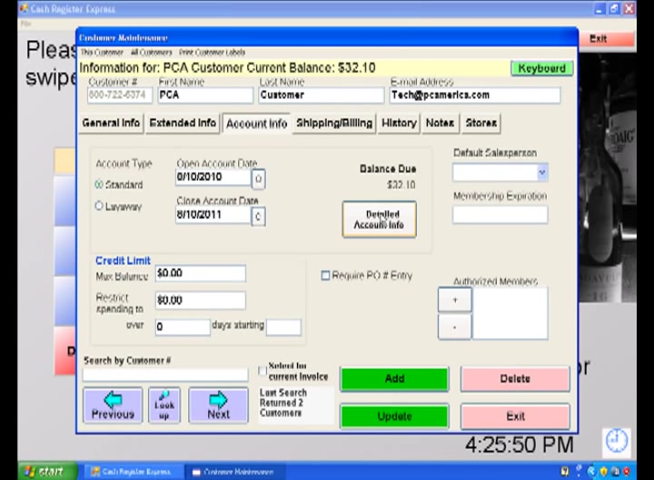 Cash Register Express
File
Exit
Pleas
swipe
Customer Maintenance
This Customer All Customers Print Customer Labels
Information for: PCA Customer Current Balance: $32.10
Keyboard
Customer # First Name Last Name E-mail Address
800-722-6374 PCA Customer Tech@pcamerica.com
General Info Extended Info Account Info Shipping/Billing History Notes Stores
Account Type Open Account Date Balance Due Default Salesperson
Standard 8/10/2010 O $32.10
Layaway Close Account Date Membership Expiration
8/10/2011 C Detailed
Account Info
Credit Limit
Max Balance $0.00 Require PO # Entry Authorized Members
Restrict
spending to $0.00 +
over 0 days starting -
Search by Customer # Select for
current Invoice
Add Delete
Previous Look
up Next
Last Search
Returned 2
Customers
Update Exit
4:25:50 PM
start Cash Register Express Customer Maintenance